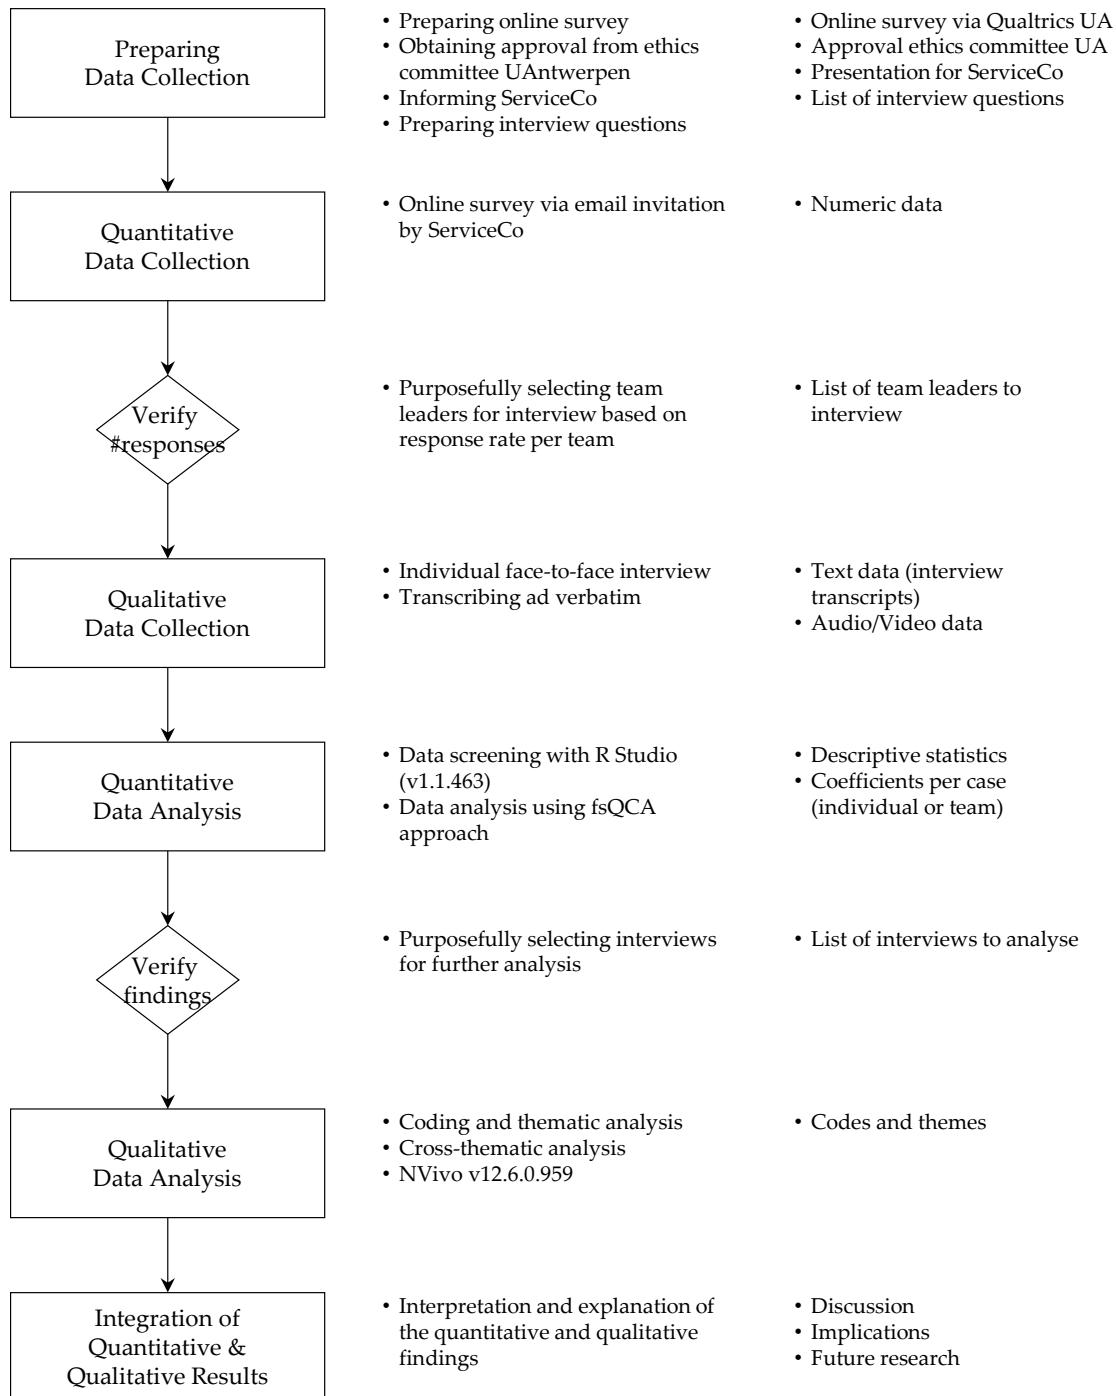 Preparing
Data Collection
• Preparing online survey
• Obtaining approval from ethics
committee UAntwerpen
• Informing ServiceCo
• Preparing interview questions
• Online survey via Qualtrics UA
• Approval ethics committee UA
• Presentation for ServiceCo
• List of interview questions
Quantitative
Data Collection
• Online survey via email invitation
by ServiceCo
• Numeric data
Verify
#responses
• Purposefully selecting team
leaders for interview based on
response rate per team
• List of team leaders to
interview
Qualitative
Data Collection
• Individual face-to-face interview
• Transcribing ad verbatim
• Text data (interview
transcripts)
• Audio/Video data
Quantitative
Data Analysis
• Data screening with R Studio
(v1.1.463)
• Data analysis using fsQCA
approach
• Descriptive statistics
• Coefficients per case
(individual or team)
Verify
findings
• Purposefully selecting interviews
for further analysis
• List of interviews to analyse
Qualitative
Data Analysis
• Coding and thematic analysis
• Cross-thematic analysis
• NVivo v12.6.0.959
• Codes and themes
Integration of
Quantitative &
Qualitative Results
• Interpretation and explanation of
the quantitative and qualitative
findings
• Discussion
• Implications
• Future research